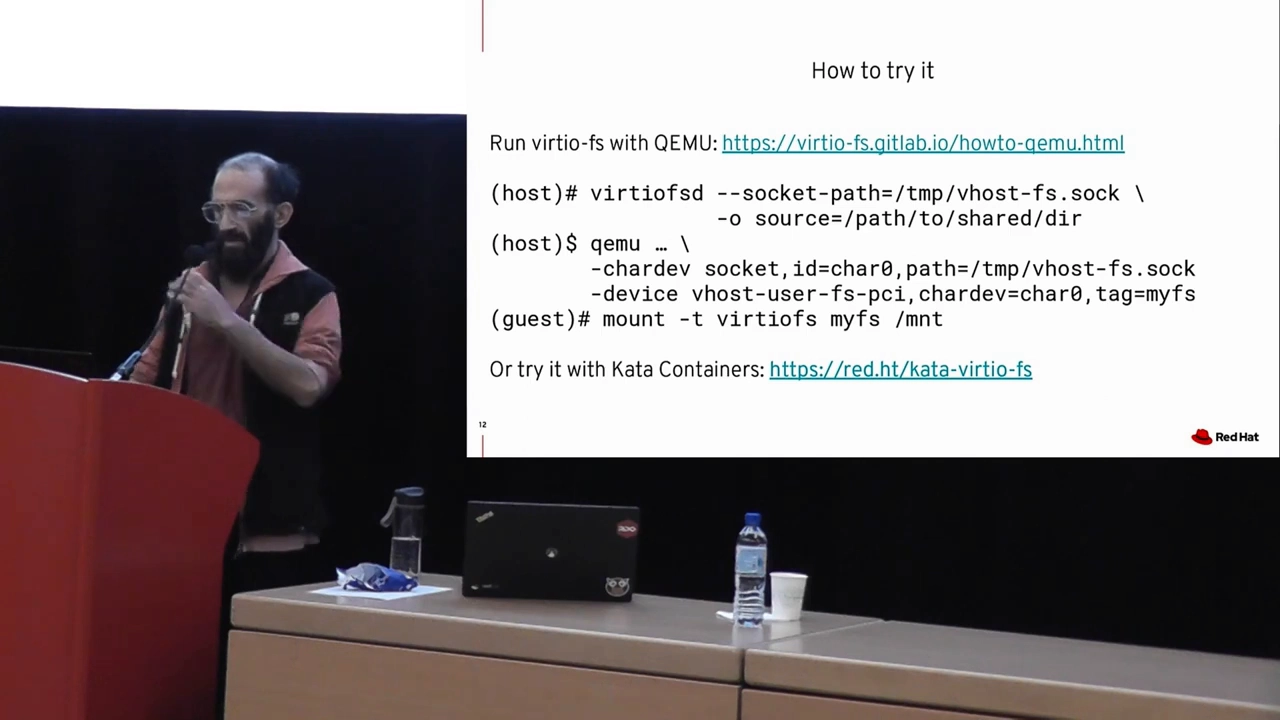 How to try it
Run virtio-fs with QEMU: https://virtio-fs.gitlab.io/howto-qemu.html
(host)# virtiofsd --socket-path=/tmp/vhost-fs.sock \
-o source=/path/to/shared/dir
(host)$ qemu … \
-chardev socket,id=char0,path=/tmp/vhost-fs.sock
-device vhost-user-fs-pci,chardev=char0,tag=myfs
(guest)# mount -t virtiofs myfs /mnt
Or try it with Kata Containers: https://red.ht/kata-virtio-fs
12
Red Hat
ThinkPad